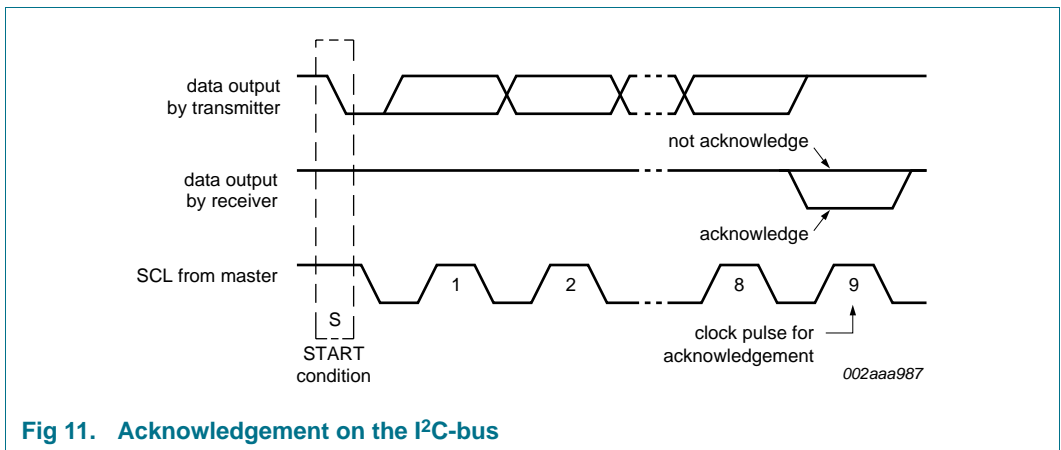 data output
by transmitter
not acknowledge
data output
by receiver
acknowledge
SCL from master
1
2
8
9
S
START
condition
clock pulse for
acknowledgement
002aaa987
Fig 11. Acknowledgement on the I²C-bus